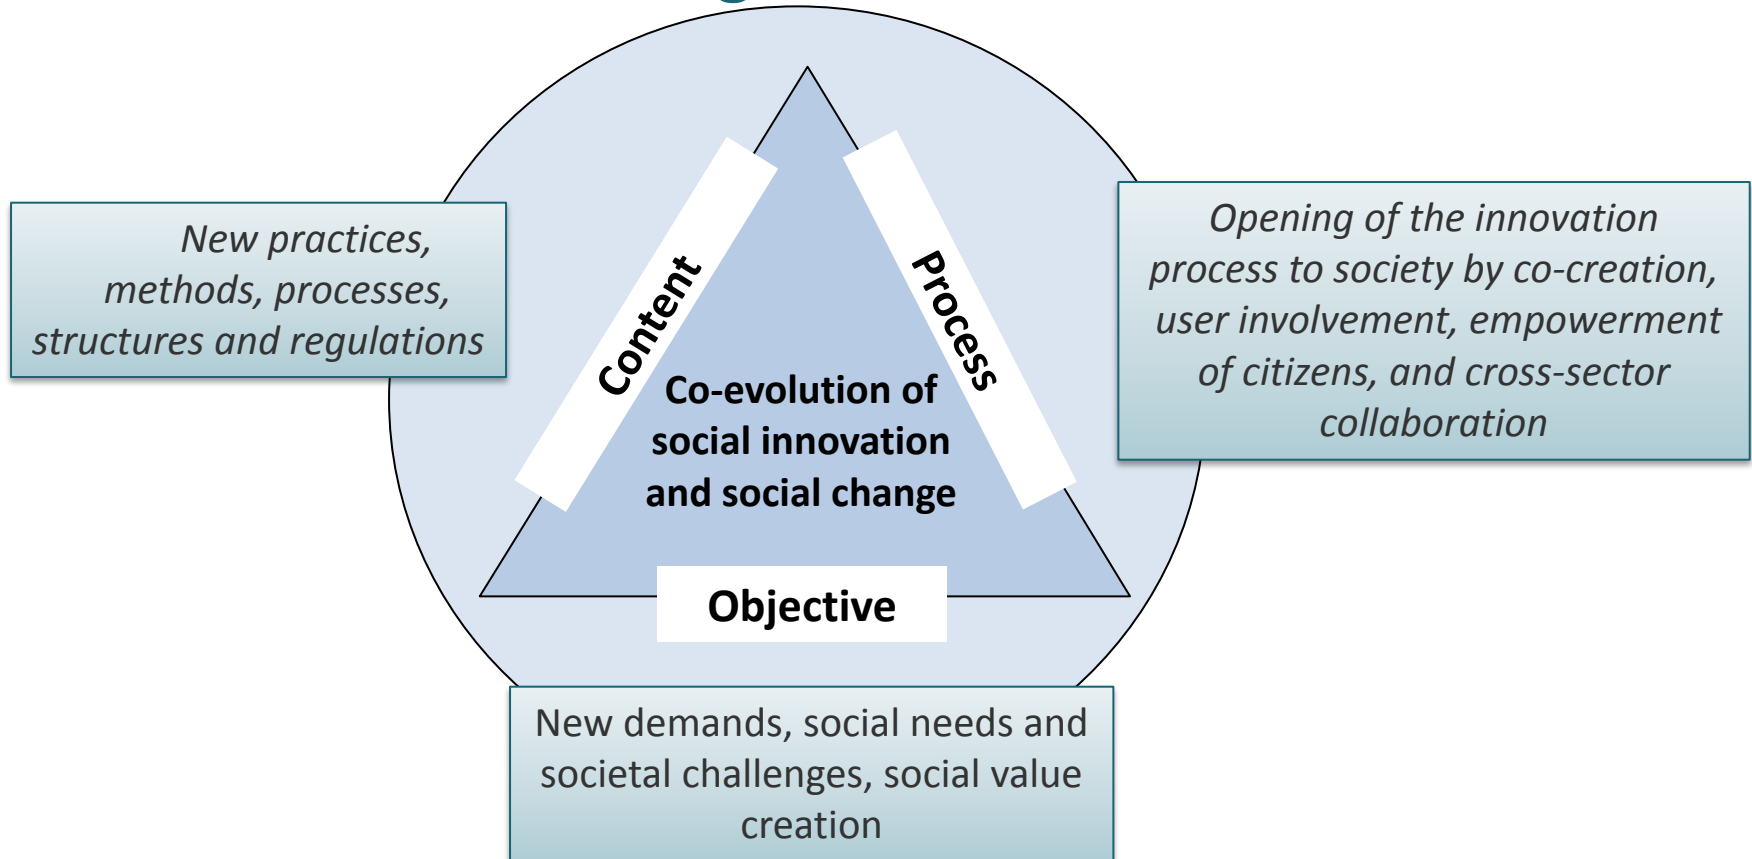 New practices,
methods, processes,
structures and regulations
Content
Process
Opening of the innovation
process to society by co-creation,
user involvement, empowerment
of citizens, and cross-sector
collaboration
Co-evolution of
social innovation
and social change
Objective
New demands, social needs and
societal challenges, social value
creation